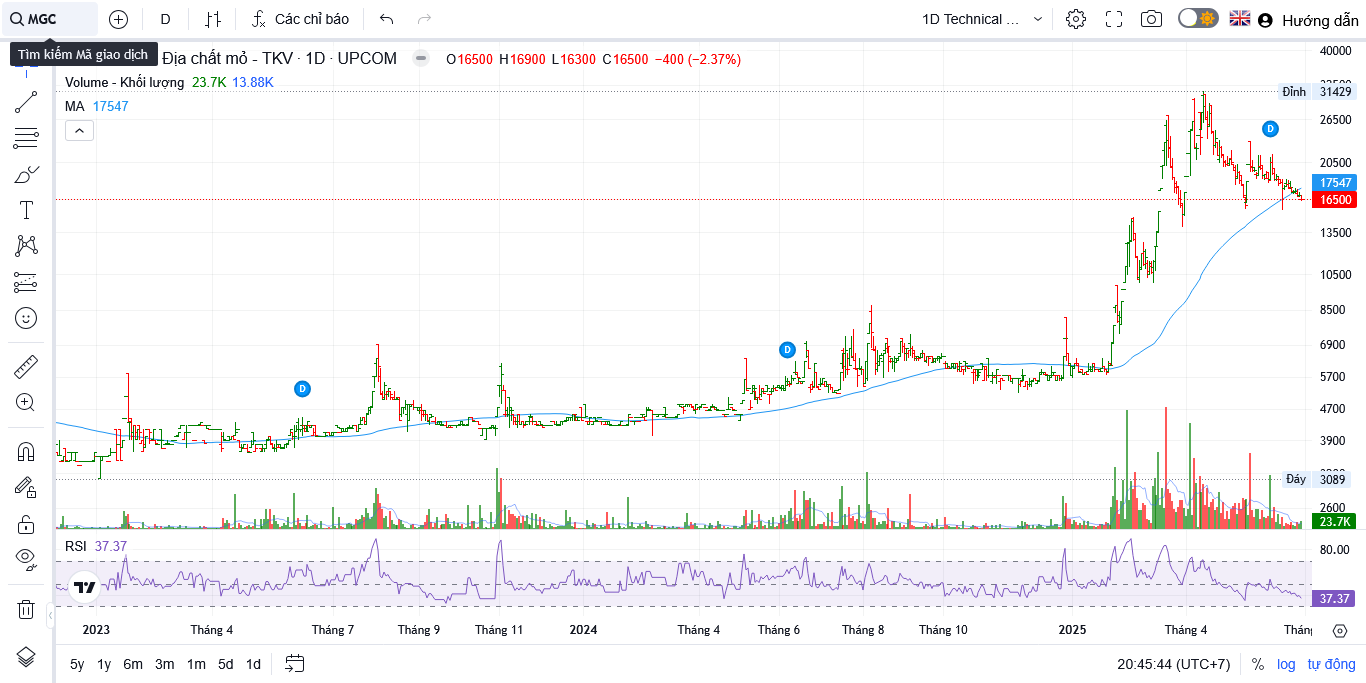 MGC
D
Các chỉ báo
1D Technical ...
Hướng dẫn
Tìm kiếm Mã giao dịch
Địa chất mỏ - TKV · 1D · UPCOM
O16500 H16900 L16300 C16500 −400 (−2.37%)
Volume - Khối lượng 23.7K 13.88K
MA 17547
40000
Đỉnh 31429
26500
D
20500
17547
16500
13500
10500
8500
6900
D
5700
D
4700
3900
Đáy 3089
2600
23.7K
RSI 37.37
80.00
37.37
2023 Tháng 4 Tháng 7 Tháng 9 Tháng 11 2024 Tháng 4 Tháng 6 Tháng 8 Tháng 10 2025 Tháng 4
5y 1y 6m 3m 1m 5d 1d
20:45:44 (UTC+7) % log tự động